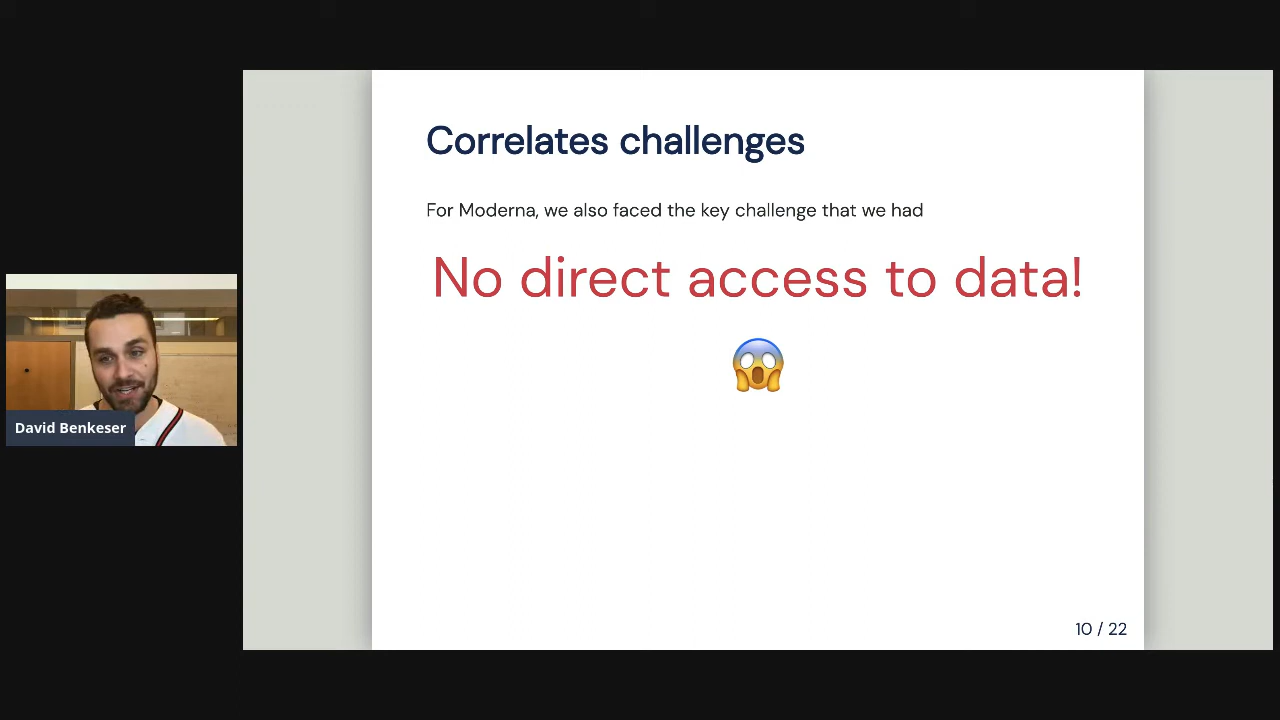 Correlates challenges
For Moderna, we also faced the key challenge that we had
No direct access to data!
David Benkeser
10 / 22